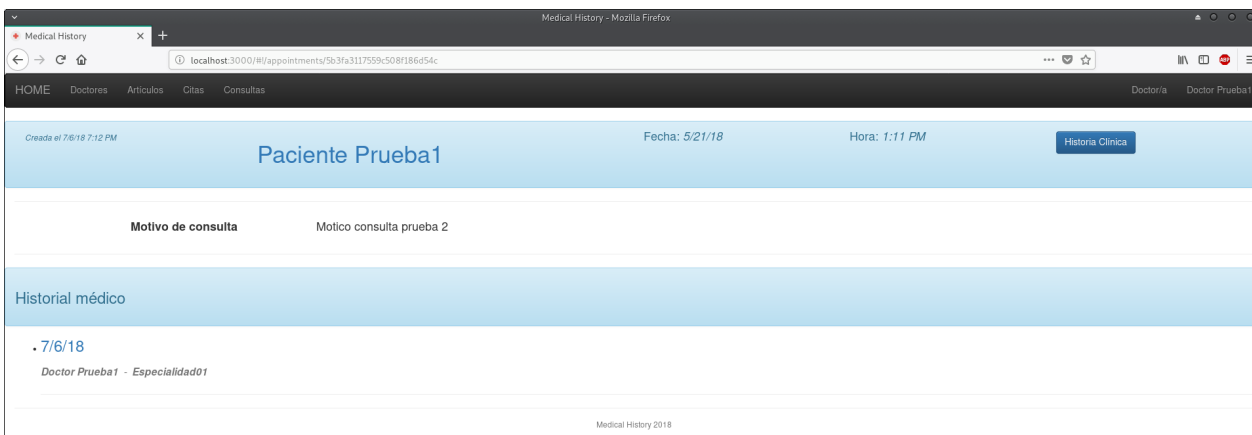 Medical History - Mozilla Firefox
Medical History
localhost:3000/#!/appointments/5b3fa3117559c508f186d54c
ABP
HOME Doctores Artículos Citas Consultas Doctor/a Doctor Prueba1
Creada el 7/6/18 7:12 PM Fecha: 5/21/18 Hora: 1:11 PM Historia Clínica
Paciente Prueba1
Motivo de consulta Motico consulta prueba 2
Historial médico
7/6/18
Doctor Prueba1 - Especialidad01
Medical History 2018